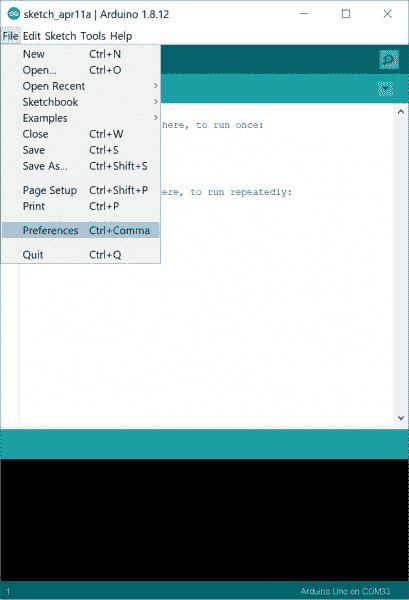 sketch_apr11a | Arduino 1.8.12
File Edit Sketch Tools Help
New Ctrl+N
Open... Ctrl+O
Open Recent
Sketchbook
Examples
here, to run once:
Close Ctrl+W
Save Ctrl+S
Save As... Ctrl+Shift+S
Page Setup Ctrl+Shift+P
ere, to run repeatedly:
Print Ctrl+P
Preferences Ctrl+Comma
Quit Ctrl+Q
1 Arduino Uno on COM33